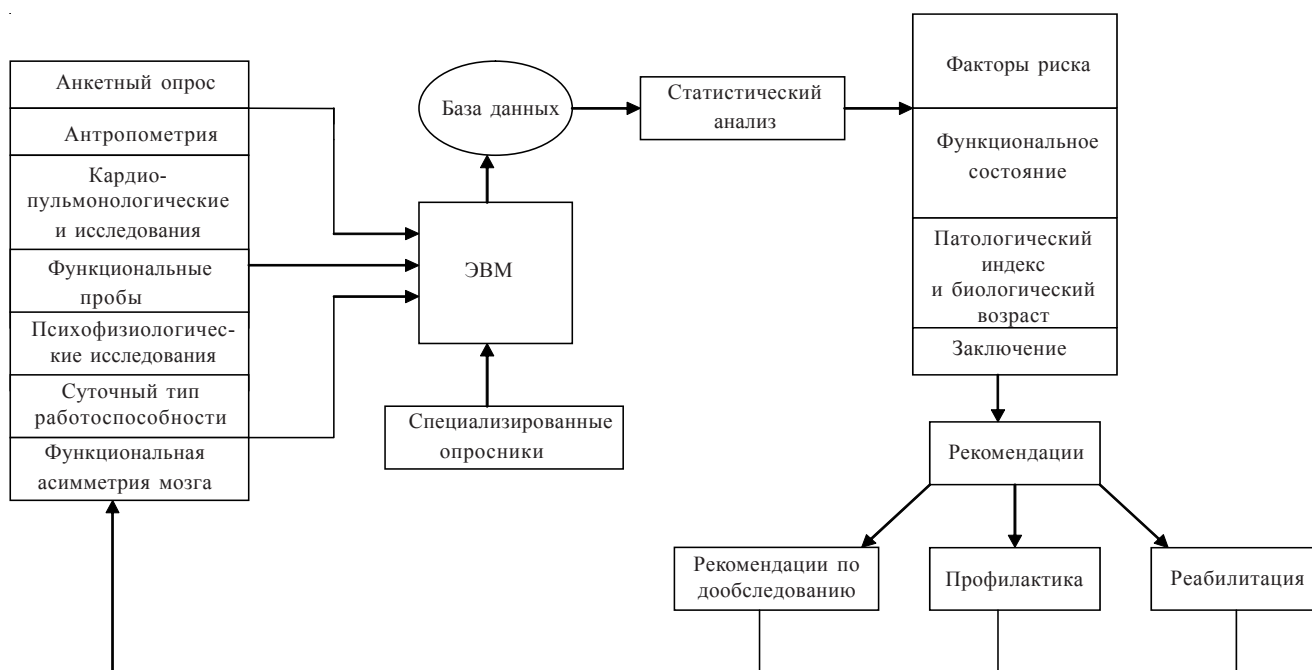 Анкетный опрос
Антропометрия
Кардио-
пульмонологические
и исследования
Функциональные
пробы
Психофизиологичес-
кие исследования
Суточный тип
работоспособности
Функциональная
асимметрия мозга
База данных
ЭВМ
Специализированные
опросники
Статистический
анализ
Факторы риска
Функциональное
состояние
Патологический
индекс
и биологический
возраст
Заключение
Рекомендации
Рекомендации по
дообследованию
Профилактика
Реабилитация